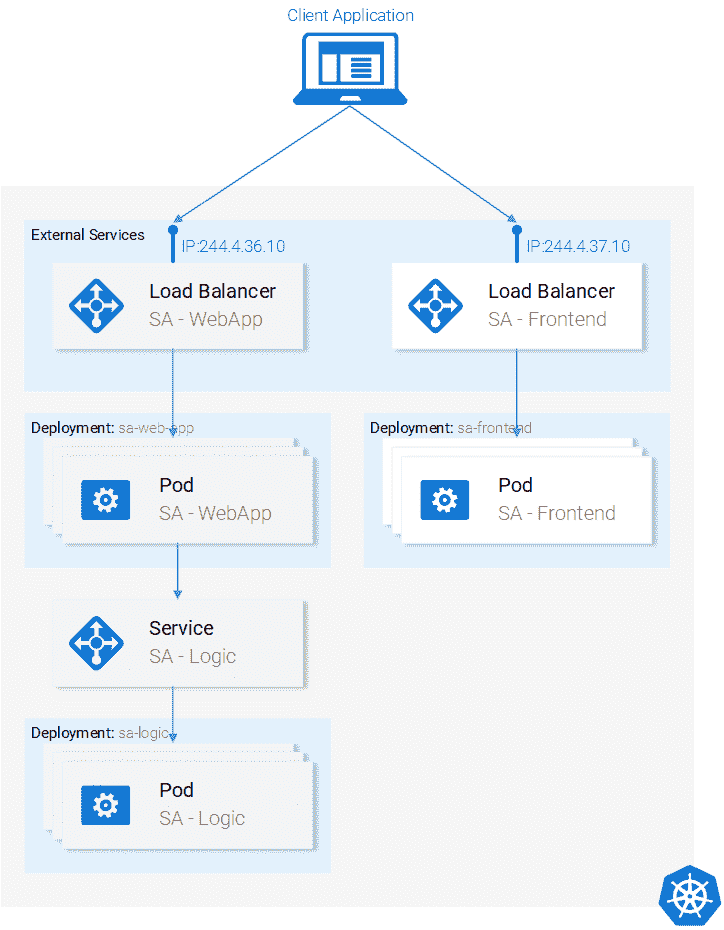 Client Application
External Services
IP:244.4.36.10
IP:244.4.37.10
Load Balancer
SA - WebApp
Load Balancer
SA - Frontend
Deployment: sa-web-app
Deployment: sa-frontend
Pod
SA - WebApp
Pod
SA - Frontend
Service
SA - Logic
Deployment: sa-logic
Pod
SA - Logic